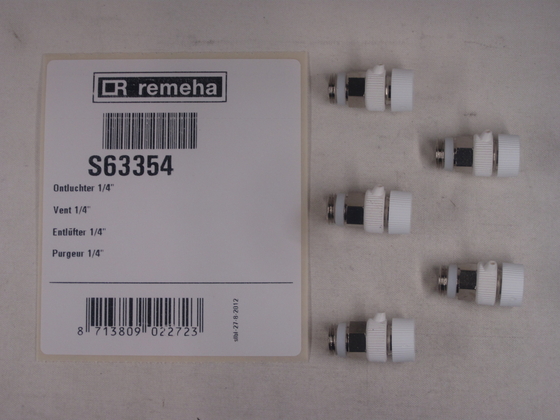 remeha
S63354
Ontluchter 1/4"
Vent 1/4"
Entlüfter 1/4"
Purgeur 1/4"
8 713809 022723